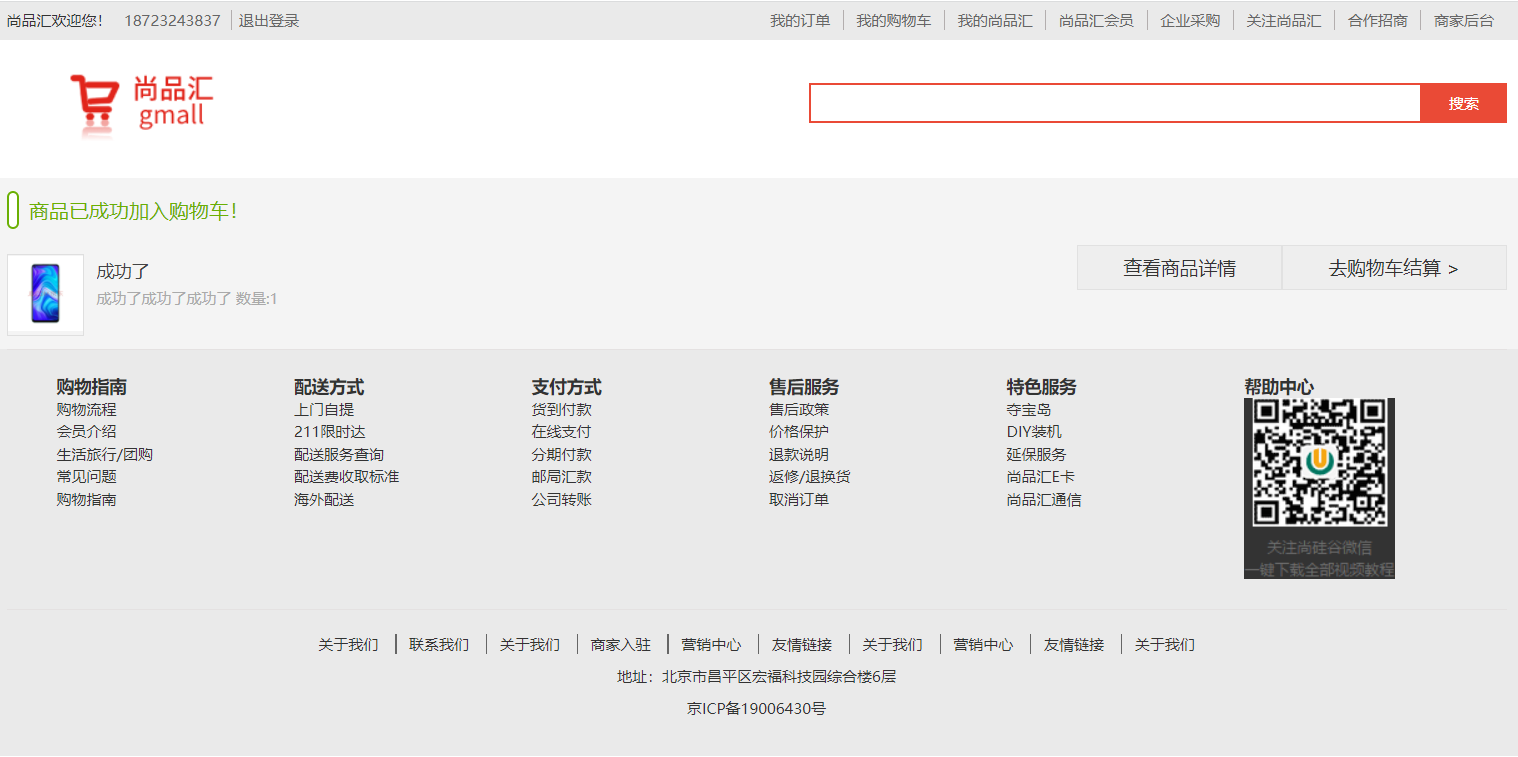 尚品汇欢迎您！ 18723243837 退出登录 我的订单 我的购物车 我的尚品汇 尚品汇会员 企业采购 关注尚品汇 合作招商 商家后台
尚品汇
gmall
搜索
商品已成功加入购物车！
成功了
成功了成功了成功了 数量:1
查看商品详情 去购物车结算 >
购物指南
购物流程
会员介绍
生活旅行/团购
常见问题
购物指南
配送方式
上门自提
211限时达
配送服务查询
配送费收取标准
海外配送
支付方式
货到付款
在线支付
分期付款
邮局汇款
公司转账
售后服务
售后政策
价格保护
退款说明
返修/退换货
取消订单
特色服务
夺宝岛
DIY装机
延保服务
尚品汇E卡
尚品汇通信
帮助中心
关注尚硅谷微信
一键下载全部视频教程
关于我们 联系我们 关于我们 商家入驻 营销中心 友情链接 关于我们 营销中心 友情链接 关于我们
地址：北京市昌平区宏福科技园综合楼6层
京ICP备19006430号